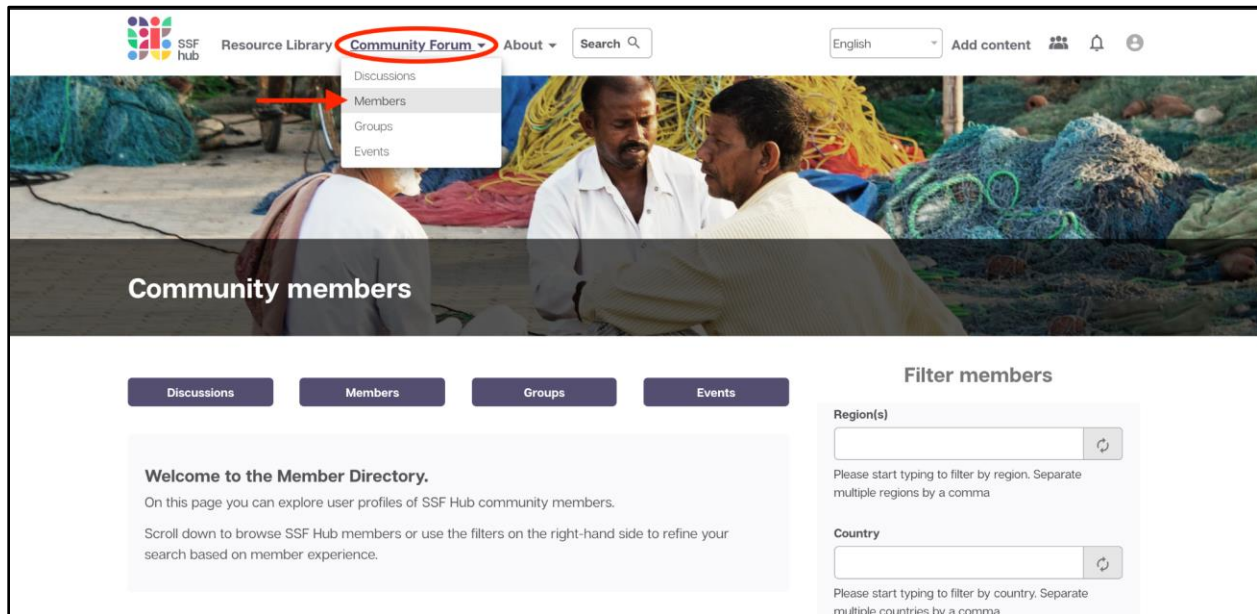 SSF
hub
Resource Library
Community Forum
About
Search
English
Add content
Discussions
Members
Groups
Events
Community members
Discussions
Members
Groups
Events
Welcome to the Member Directory.
On this page you can explore user profiles of SSF Hub community members.
Scroll down to browse SSF Hub members or use the filters on the right-hand side to refine your
search based on member experience.
Filter members
Region(s)
Please start typing to filter by region. Separate
multiple regions by a comma
Country
Please start typing to filter by country. Separate
multiple countries by a comma